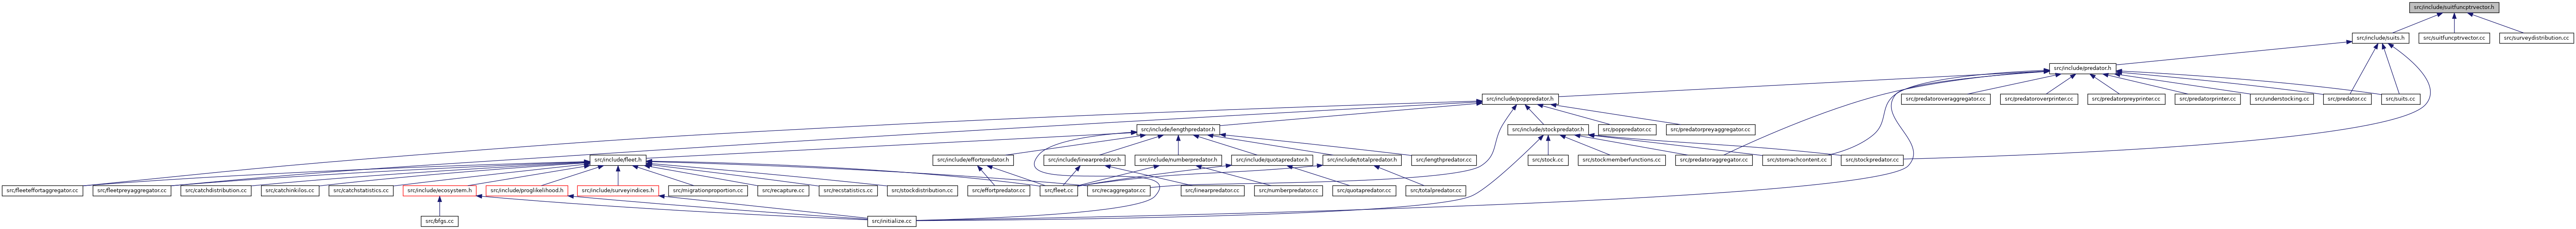 src/include/suitfuncptrvector.h
src/include/suits.h
src/suitfuncptrvector.cc
src/surveydistribution.cc
src/include/predator.h
src/include/poppredator.h
src/predatoroveraggregator.cc
src/predatoroverprinter.cc
src/predatorpreyprinter.cc
src/predatorprinter.cc
src/understocking.cc
src/predator.cc
src/suits.cc
src/include/lengthpredator.h
src/include/stockpredator.h
src/poppredator.cc
src/predatorpreyaggregator.cc
src/include/fleet.h
src/include/effortpredator.h
src/include/linearpredator.h
src/include/numberpredator.h
src/include/quotapredator.h
src/include/totalpredator.h
src/lengthpredator.cc
src/stock.cc
src/stockmemberfunctions.cc
src/predatoraggregator.cc
src/stomachcontent.cc
src/stockpredator.cc
src/fleeteffortaggregator.cc
src/fleetpreyaggregator.cc
src/catchdistribution.cc
src/catchinkilos.cc
src/catchstatistics.cc
src/include/ecosystem.h
src/include/proglikelihood.h
src/include/surveyindices.h
src/migrationproportion.cc
src/recapture.cc
src/recstatistics.cc
src/stockdistribution.cc
src/effortpredator.cc
src/fleet.cc
src/recaggregator.cc
src/linearpredator.cc
src/numberpredator.cc
src/quotapredator.cc
src/totalpredator.cc
src/bfgs.cc
src/initialize.cc